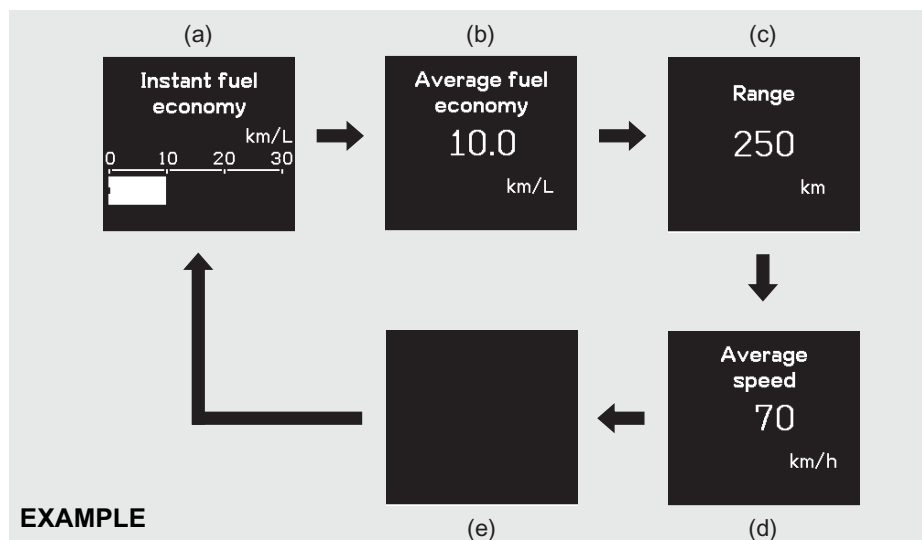 (a)
Instant fuel
economy
km/L
0 10 20 30
(b)
Average fuel
economy
10.0
km/L
(c)
Range
250
km
Average
speed
70
km/h
(d)
(e)
EXAMPLE